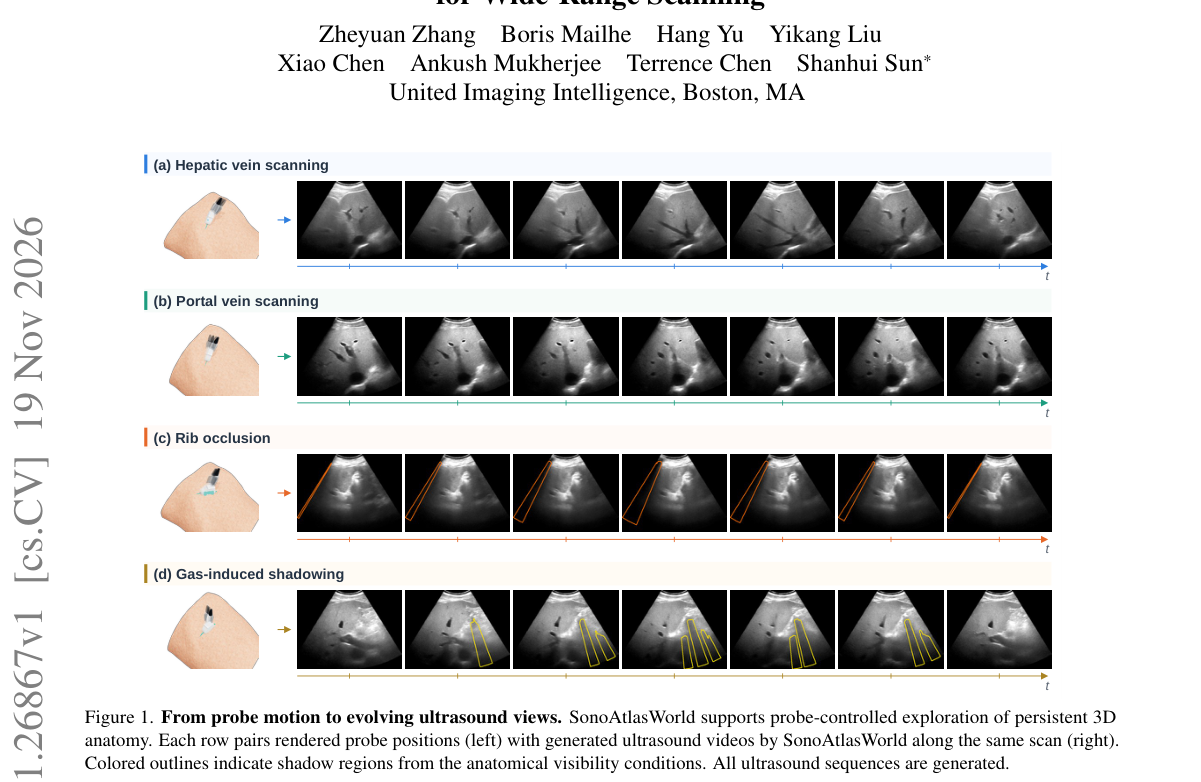 for Wide-Range Scanning
Zheyuan Zhang Boris Mailhe Hang Yu Yikang Liu
Xiao Chen Ankush Mukherjee Terrence Chen Shanhui Sun*
United Imaging Intelligence, Boston, MA
1.26867v1 [cs.CV] 19 Nov 2026
(a) Hepatic vein scanning
t
(b) Portal vein scanning
t
(c) Rib occlusion
t
(d) Gas-induced shadowing
t
Figure 1. From probe motion to evolving ultrasound views. SonoAtlasWorld supports probe-controlled exploration of persistent 3D
anatomy. Each row pairs rendered probe positions (left) with generated ultrasound videos by SonoAtlasWorld along the same scan (right).
Colored outlines indicate shadow regions from the anatomical visibility conditions. All ultrasound sequences are generated.